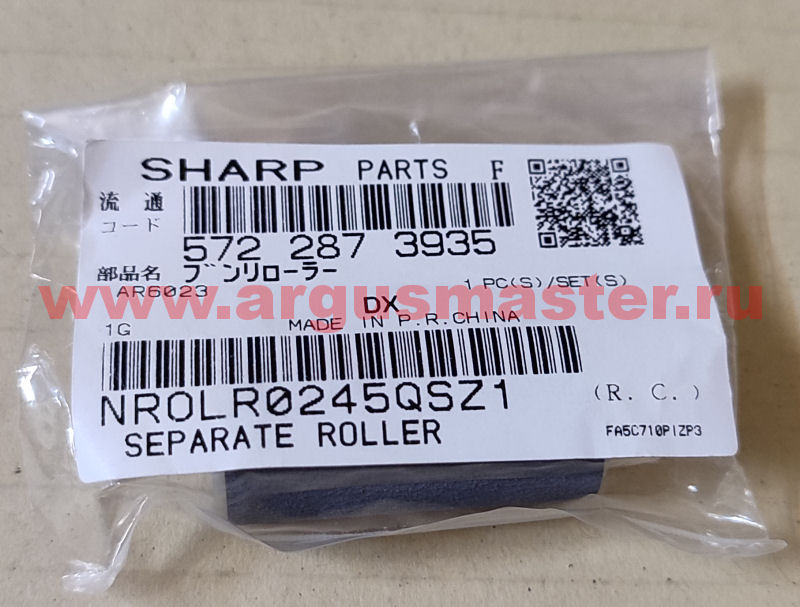 SHARP PARTS F
流通
コード
572 287 3935
部品名 ブンリローラー
AR6023 1 PC(S)/SET(S)
www.argusmaster.ru
DX
1G MADE IN P.R.CHINA
NROLR0245QSZ1 (R. C.)
SEPARATE ROLLER FA5C710PIZP3